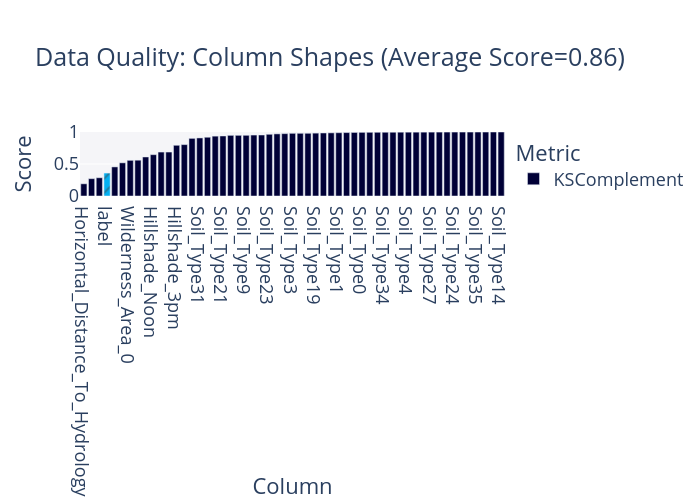 Data Quality: Column Shapes (Average Score=0.86)
Score
1
0.5
0
Metric
KSComplement
Horizontal_Distance_To_Hydrology
label
Wilderness_Area_0
Hillshade_Noon
Hillshade_3pm
Soil_Type31
Soil_Type21
Soil_Type9
Soil_Type23
Soil_Type3
Soil_Type19
Soil_Type1
Soil_Type0
Soil_Type34
Soil_Type4
Soil_Type27
Soil_Type24
Soil_Type35
Soil_Type14
Column